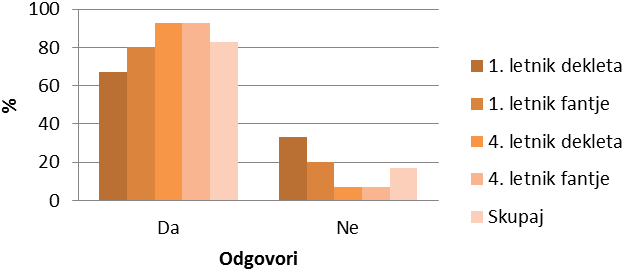 100
80
60
40
20
0
%
Da
Ne
Odgovori
1. letnik dekleta
1. letnik fantje
4. letnik dekleta
4. letnik fantje
Skupaj